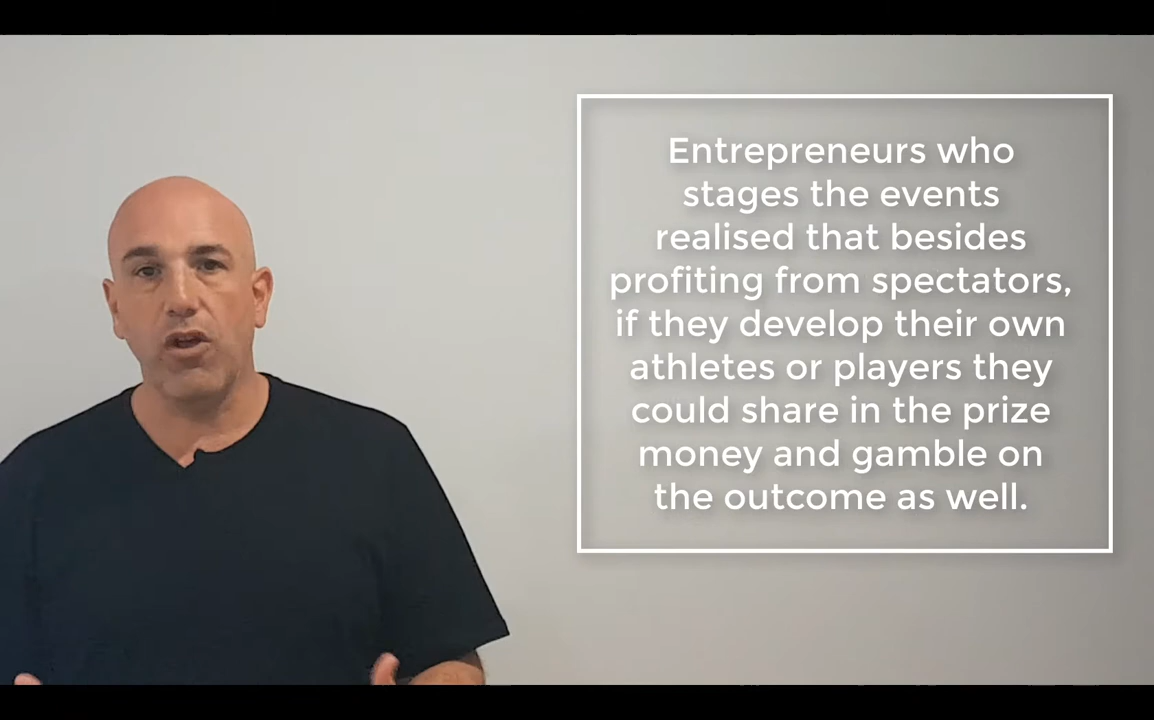 Entrepreneurs who
stages the events
realised that besides
profiting from spectators,
if they develop their own
athletes or players they
could share in the prize
money and gamble on
the outcome as well.